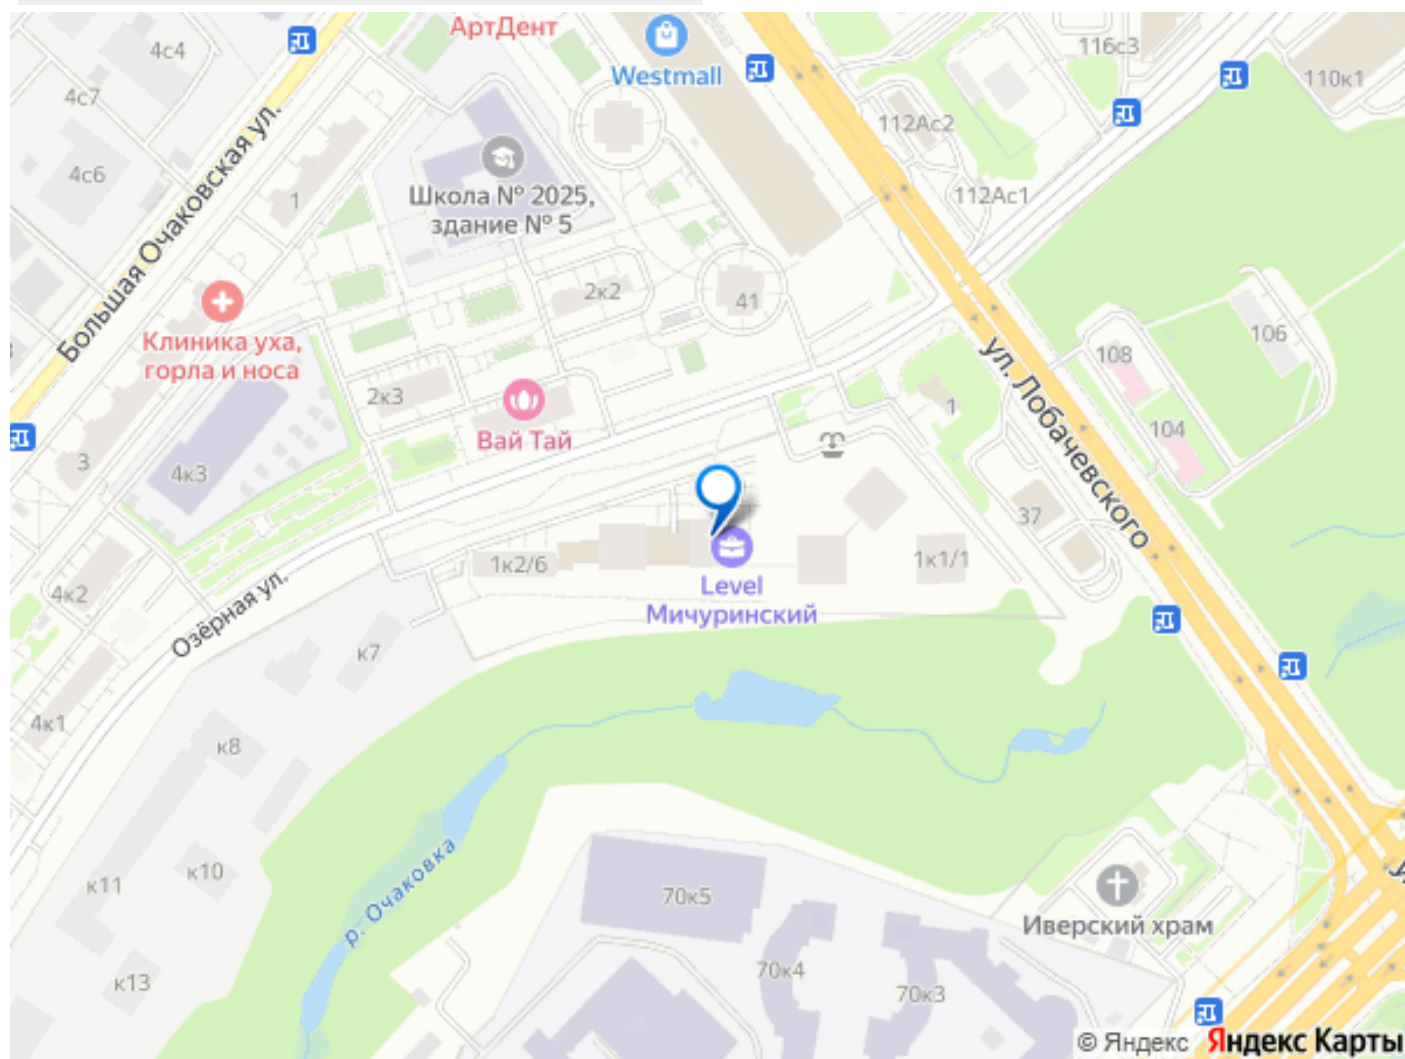 АртДент
4с4
Westmall
116с3
110к1
4с7
112Ас2
4с6
Школа № 2025,
здание № 5
112Ас1
1
Большая Очаковская ул.
2к2
41
Клиника уха,
горла и носа
106
108
ул. Лобачевского
2к3
1
Вай Тай
104
3
4к3
37
1к2/6
1к1/1
Level
Мичуринский
4к2
Озёрная ул.
к7
4к1
к8
р. Очаковка
к10
к11
70к5
Иверский храм
70к4
к13
70к3
© Яндекс Яндекс Карты